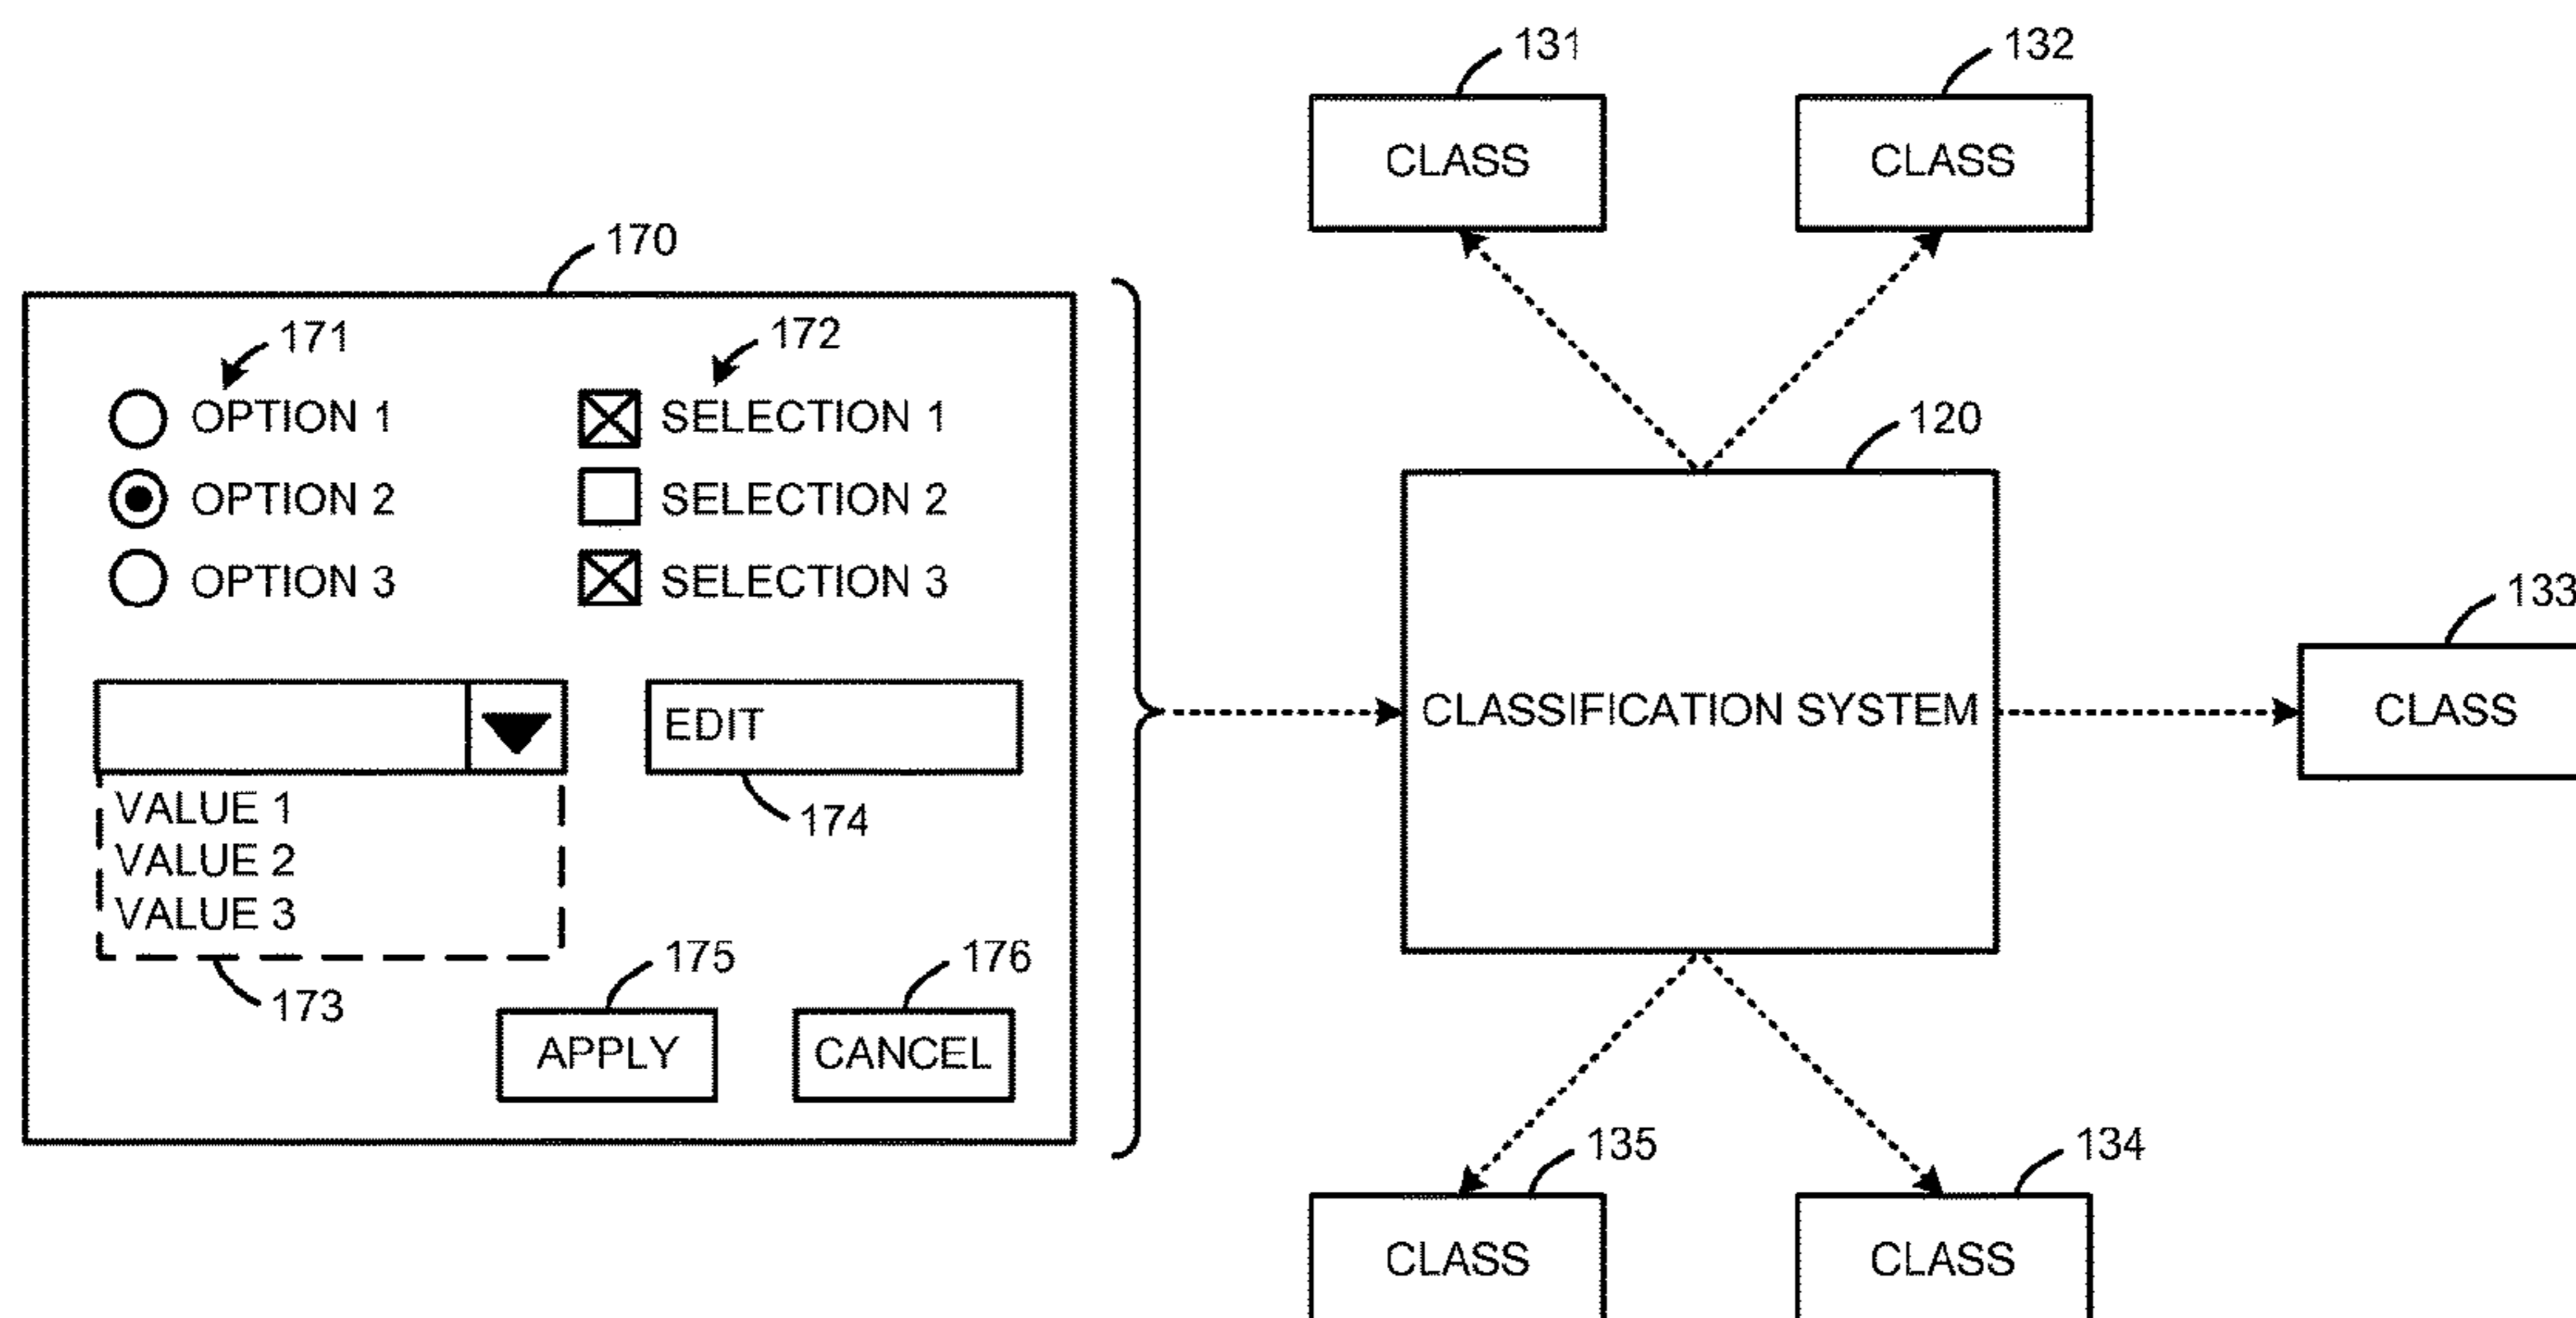 131
132
CLASS
CLASS
170
171
172
OPTION 1
SELECTION 1
120
OPTION 2
SELECTION 2
OPTION 3
SELECTION 3
133
EDIT
CLASSIFICATION SYSTEM
CLASS
VALUE 1
174
VALUE 2
VALUE 3
175
176
173
APPLY
CANCEL
135
134
CLASS
CLASS